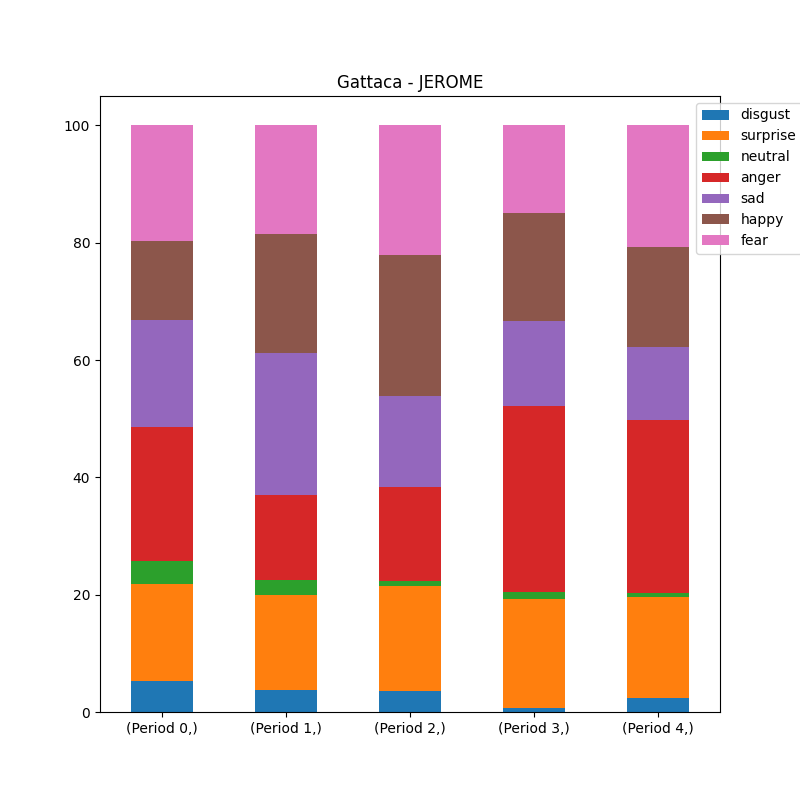 Gattaca - JEROME
disgust
surprise
neutral
anger
sad
happy
fear
100
80
60
40
20
0
(Period 0,)
(Period 1,)
(Period 2,)
(Period 3,)
(Period 4,)